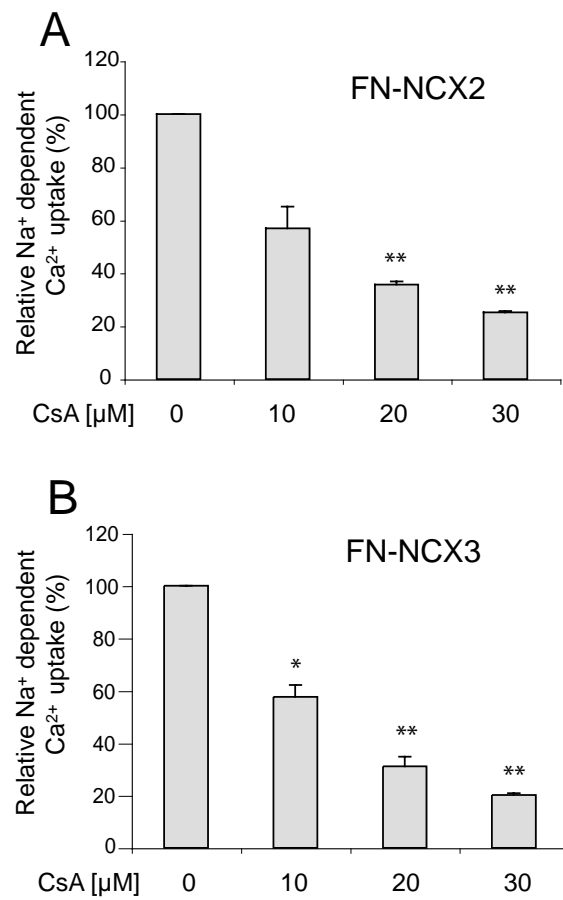 A
FN-NCX2
Relative Na⁺ dependent
Ca²⁺ uptake (%)
120
100
80
60
40
20
0
**
**
CsA [µM] 0 10 20 30
B
FN-NCX3
Relative Na⁺ dependent
Ca²⁺ uptake (%)
120
100
80
60
40
20
0
*
**
**
CsA [µM] 0 10 20 30